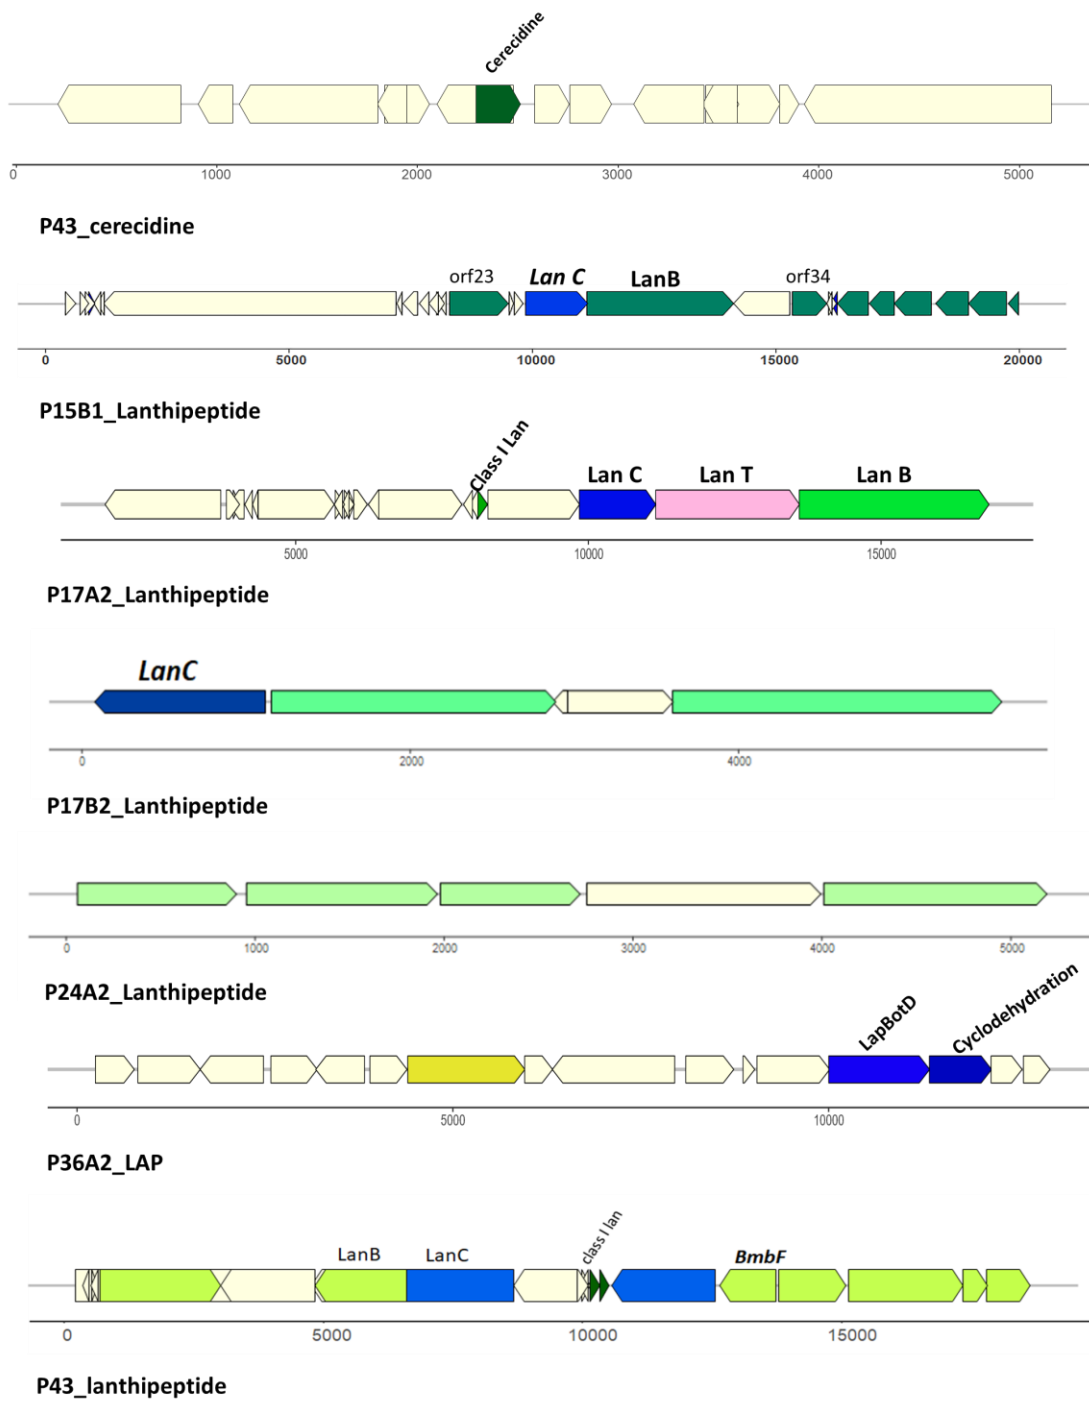 Cerecidine
0 1000 2000 3000 4000 5000
P43_cerecidine
orf23 Lan C LanB orf34
0 5000 10000 15000 20000
P15B1_Lanthipeptide
Class I Lan Lan C Lan T Lan B
5000 10000 15000
P17A2_Lanthipeptide
LanC
0 2000 4000
P17B2_Lanthipeptide
0 1000 2000 3000 4000 5000
P24A2_Lanthipeptide
LapBotD Cyclodehydration
0 5000 10000
P36A2_LAP
LanB LanC class I lan BmbF
0 5000 10000 15000
P43_lanthipeptide